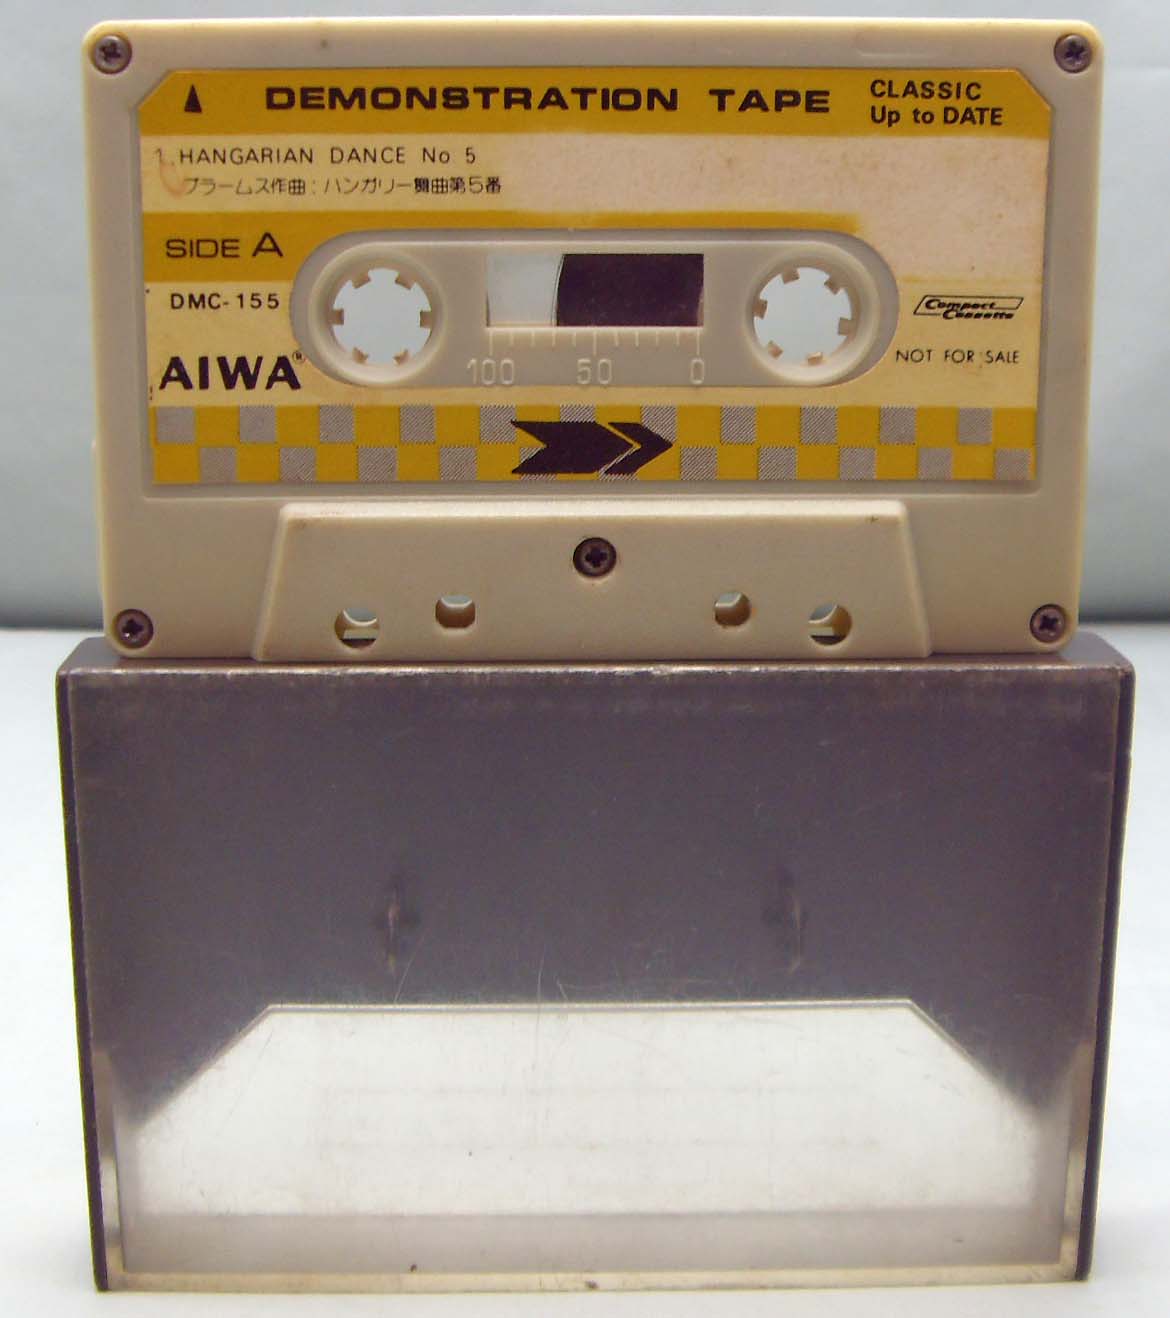 DEMONSTRATION TAPE
CLASSIC
Up to DATE
1. HANGARIAN DANCE No 5
ブラームス作曲：ハンガリー舞曲第5番
SIDE A
DMC-155
AIWA®
100 50 0
Compact
Cassette
NOT FOR SALE